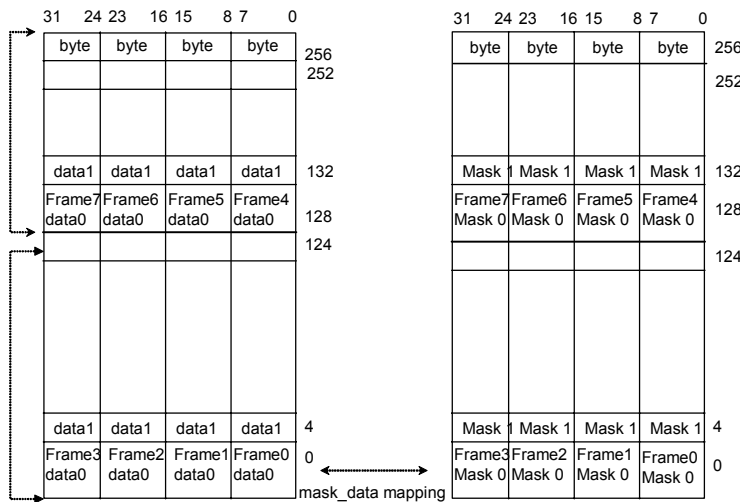 31 24 23 16 15 8 7 0 31 24 23 16 15 8 7 0
byte byte byte byte 256 byte byte byte byte 256
252 252
data1 data1 data1 data1 132 Mask 1 Mask 1 Mask 1 Mask 1 132
Frame7 Frame6 Frame5 Frame4 Frame7 Frame6 Frame5 Frame4
data0 data0 data0 data0 128 Mask 0 Mask 0 Mask 0 Mask 0 128
124 124
data1 data1 data1 data1 4 Mask 1 Mask 1 Mask 1 Mask 1 4
Frame3 Frame2 Frame1 Frame0 0 Frame3 Frame2 Frame1 Frame0 0
data0 data0 data0 data0 Mask 0 Mask 0 Mask 0 Mask 0
mask_data mapping